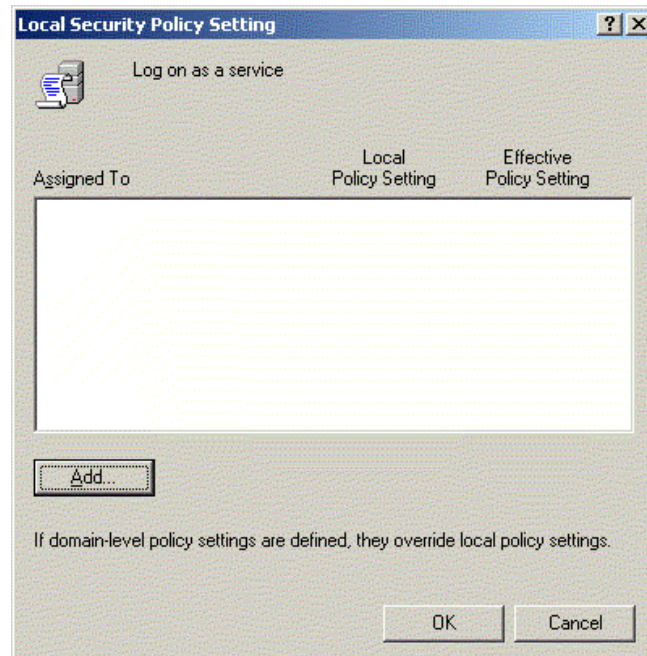 Local Security Policy Setting
Log on as a service
Assigned To
Local
Policy Setting
Effective
Policy Setting
Add...
If domain-level policy settings are defined, they override local policy settings.
OK
Cancel